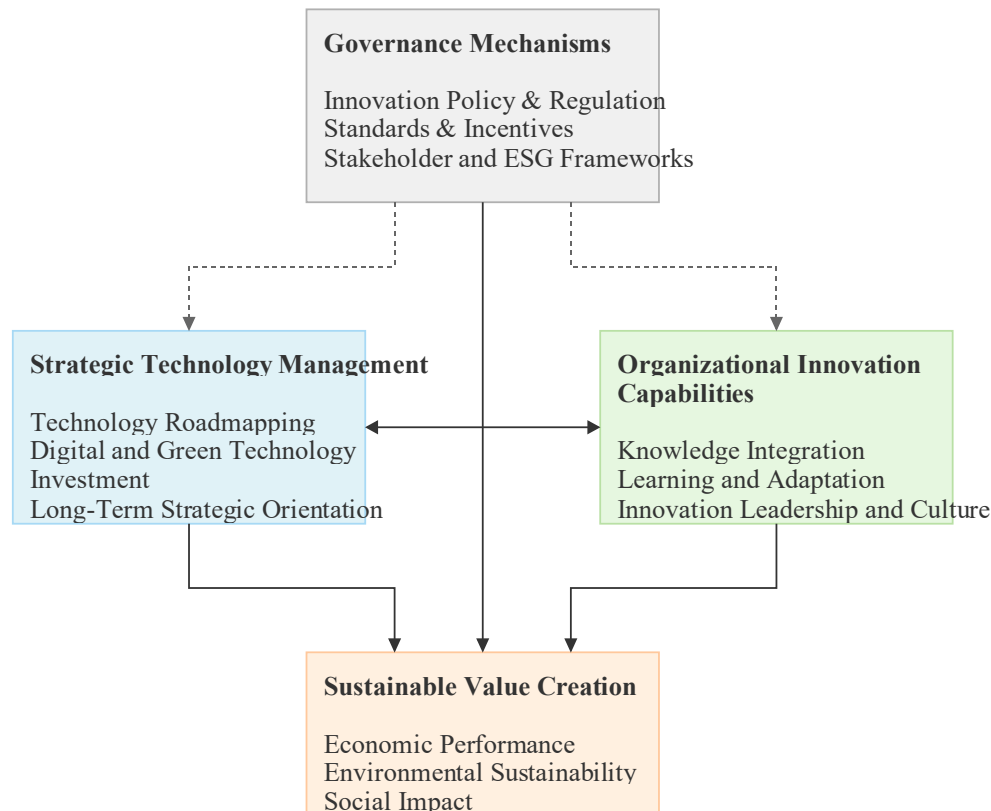 Governance Mechanisms
Innovation Policy & Regulation
Standards & Incentives
Stakeholder and ESG Frameworks
Strategic Technology Management
Technology Roadmapping
Digital and Green Technology
Investment
Long-Term Strategic Orientation
Organizational Innovation
Capabilities
Knowledge Integration
Learning and Adaptation
Innovation Leadership and Culture
Sustainable Value Creation
Economic Performance
Environmental Sustainability
Social Impact